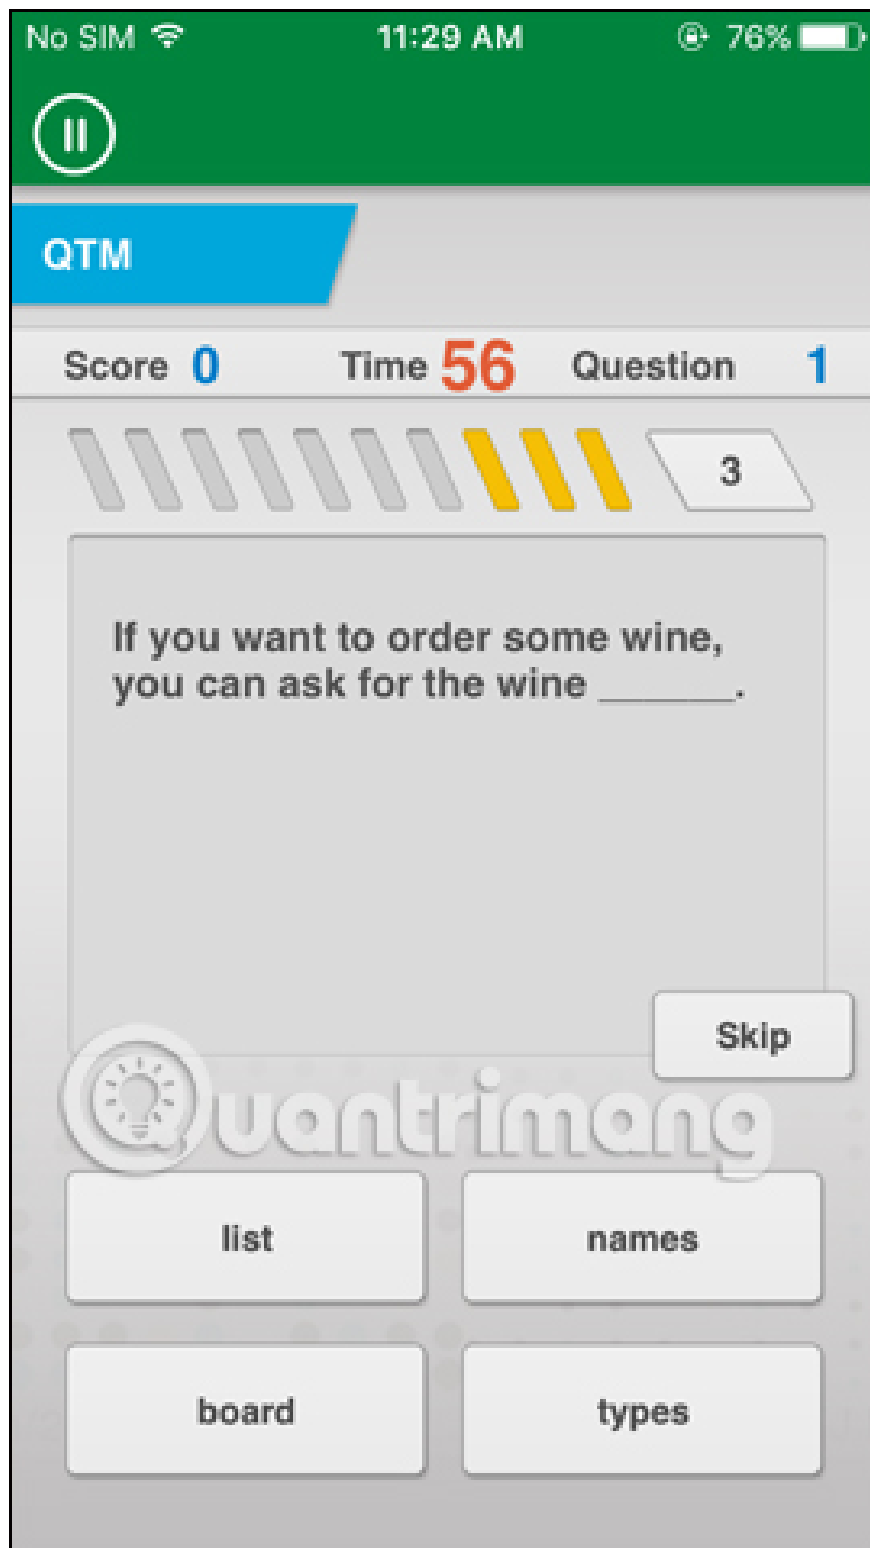 No SIM 11:29 AM 76%
QTM
Score 0 Time 56 Question 1
3
If you want to order some wine,
you can ask for the wine ______.
Skip
Quantrimang
list names
board types